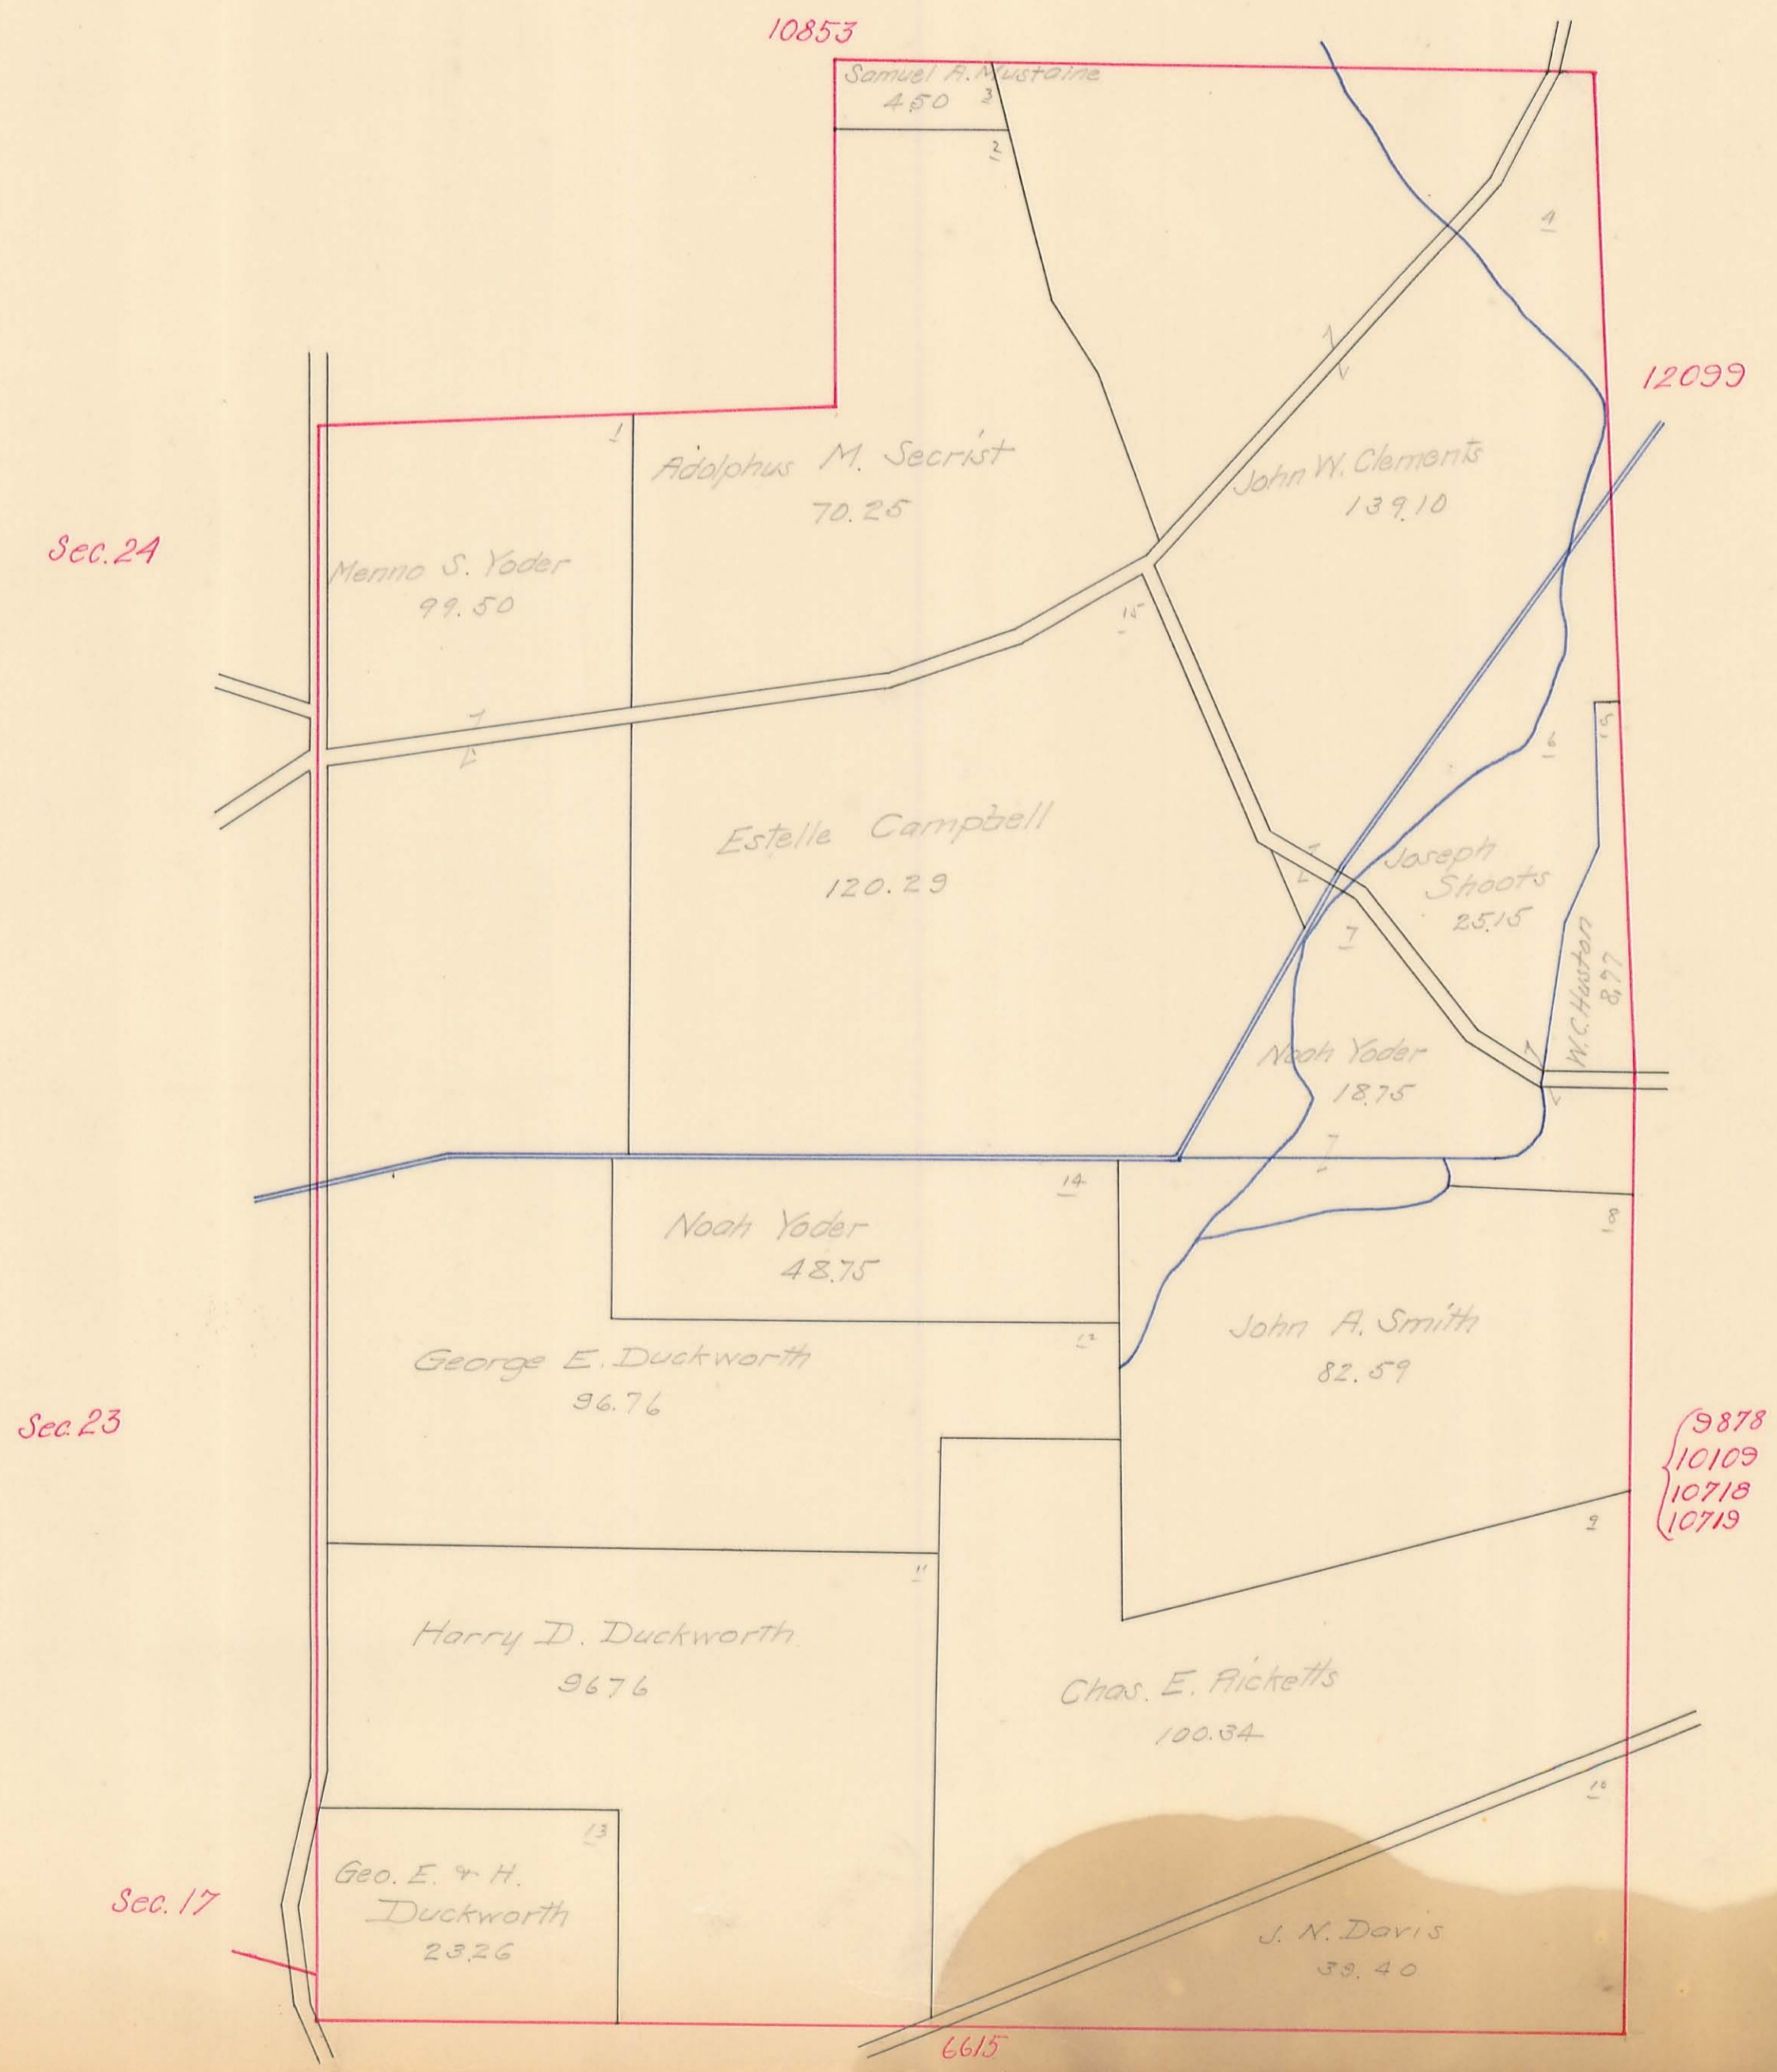 10853
Samuel A. Mustaine
4.50
3
2
4
12099
1
Adolphus M. Secrist
70.25
John W. Clements
139.10
Sec. 24
Menno S. Yoder
99.50
15
5
6
Estelle Campbell
120.29
Joseph
Shoots
25.15
7
W.C. Huston
8.77
Noah Yoder
18.75
14
8
Noah Yoder
48.75
12
John A. Smith
82.59
George E. Duckworth
96.76
Sec. 23
9878
10109
10718
10719
9
11
Harry D. Duckworth
96 76
Chas. E. Ricketts
100.34
10
13
Geo. E. & H.
Duckworth
23.26
Sec. 17
J. N. Davis
39.40
6615